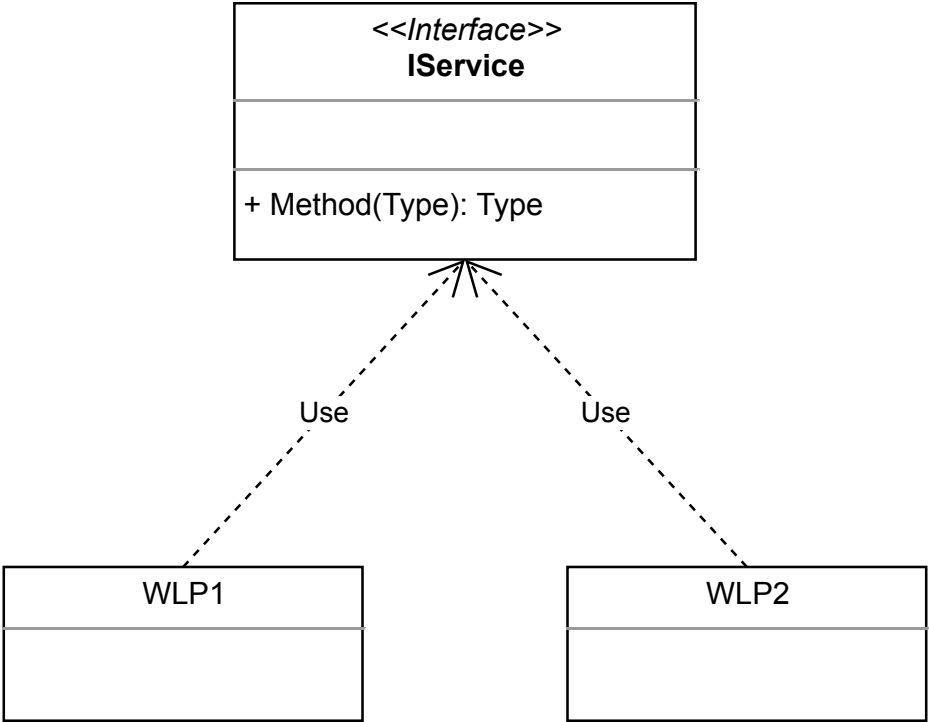 <<Interface>>
IService
+ Method(Type): Type
Use
Use
WLP1
WLP2